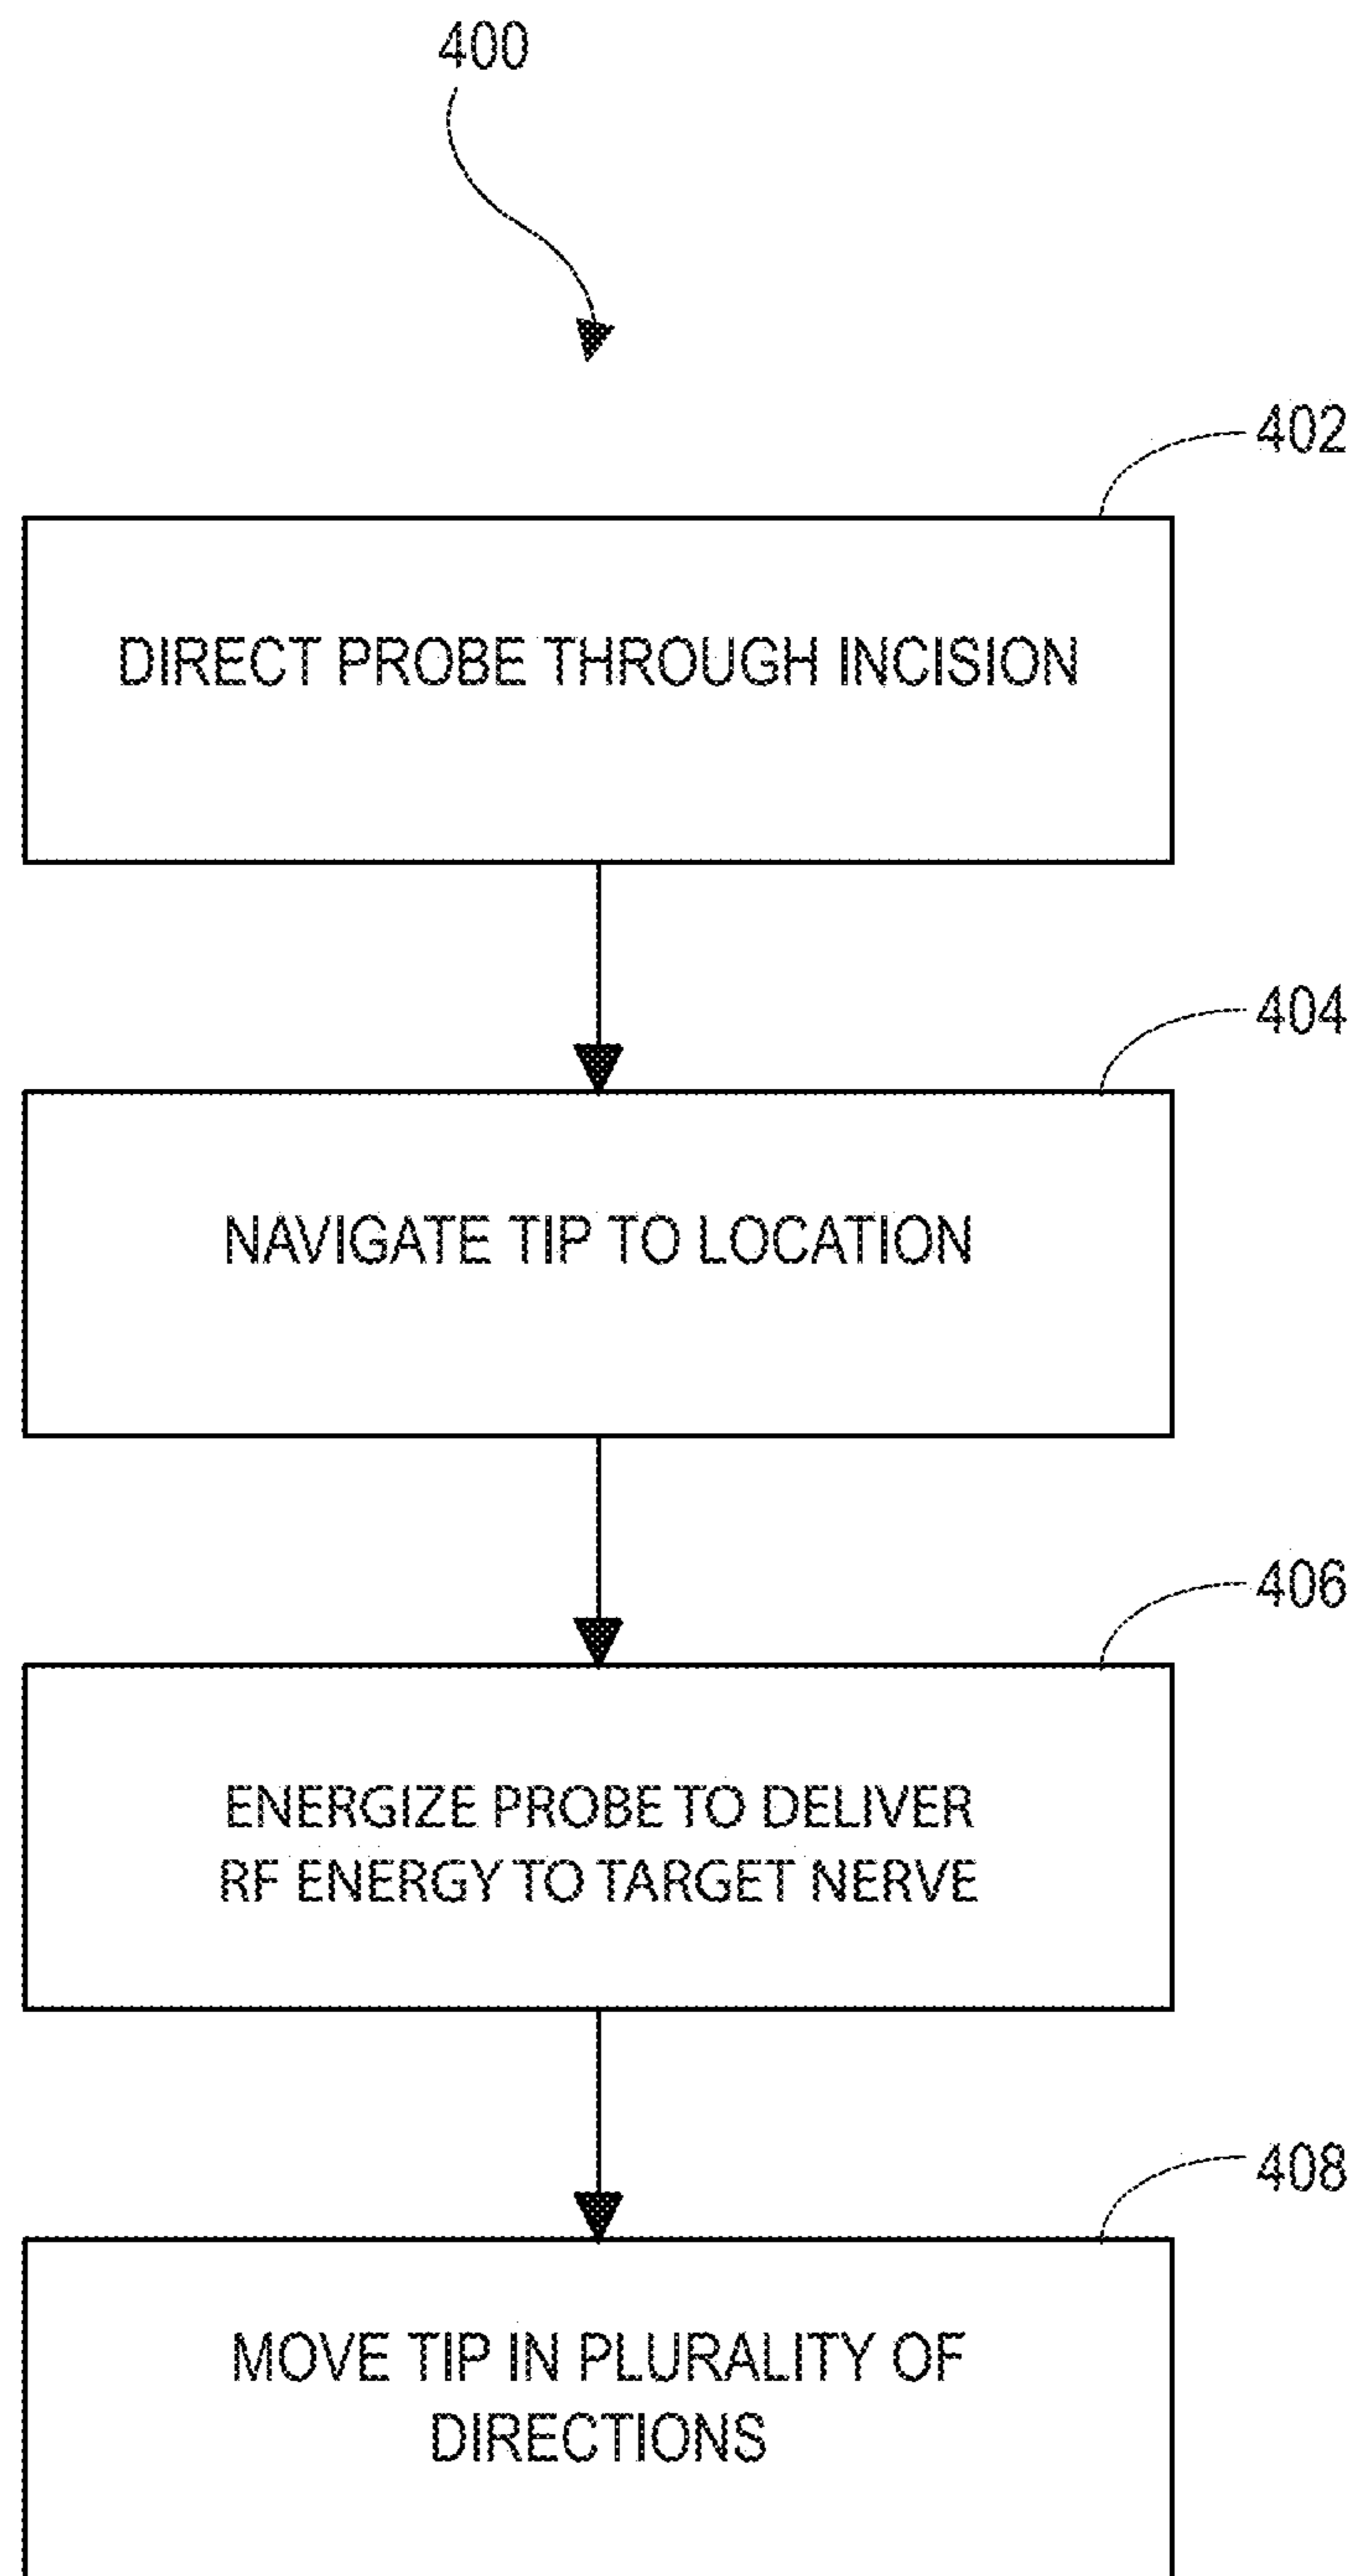 400
402
DIRECT PROBE THROUGH INCISION
404
NAVIGATE TIP TO LOCATION
406
ENERGIZE PROBE TO DELIVER
RF ENERGY TO TARGET NERVE
408
MOVE TIP IN PLURALITY OF
DIRECTIONS